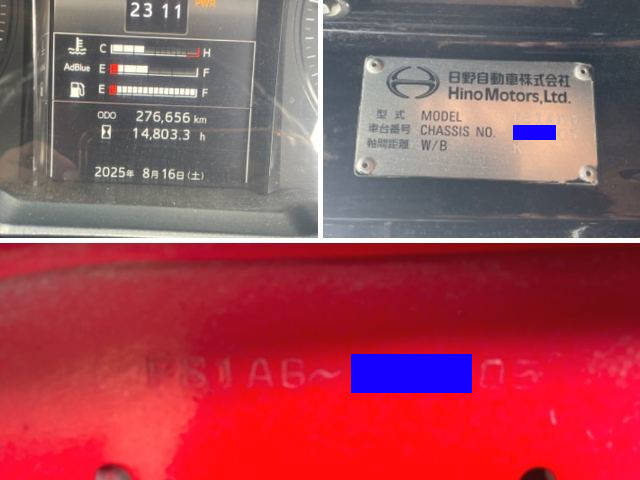 23 11
PWR
C H
AdBlue E F
E F
ODO 276,656 km
14,803.3 h
2025年 8月16日(土)
日野自動車株式会社
Hino Motors, Ltd.
型式 MODEL
車台番号 CHASSIS NO.
軸間距離 W/B
FS1AG~